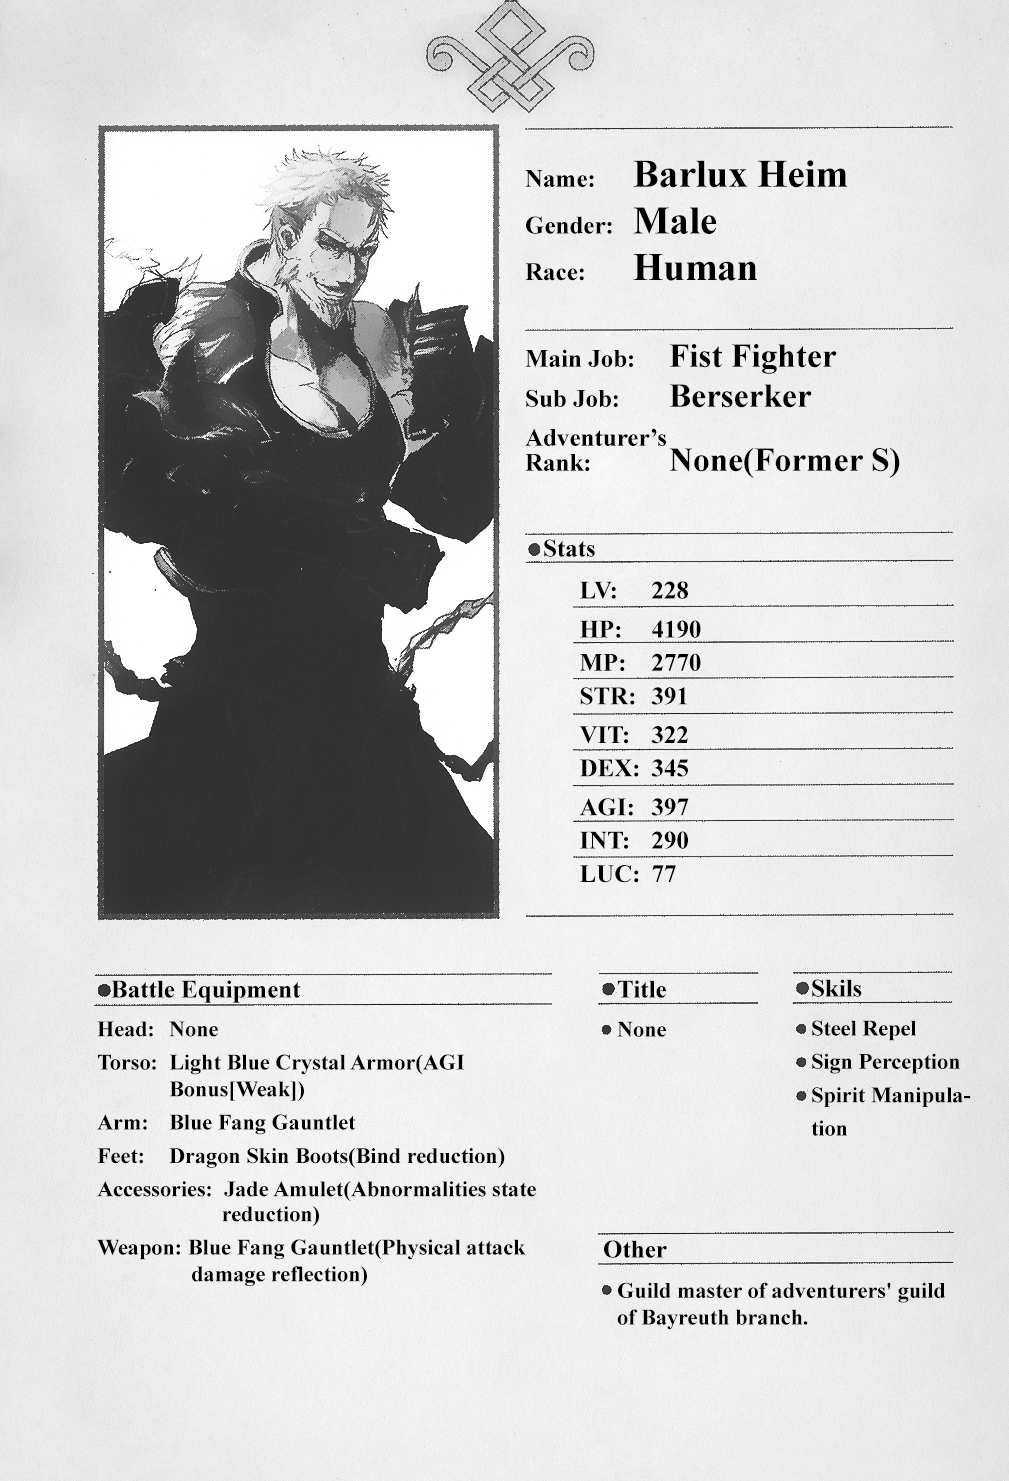 Name: Barlux Heim
Gender: Male
Race: Human
Main Job: Fist Fighter
Sub Job: Berserker
Adventurer's
Rank: None(Former S)
●Stats
LV: 228
HP: 4190
MP: 2770
STR: 391
VIT: 322
DEX: 345
AGI: 397
INT: 290
LUC: 77
●Battle Equipment
Head: None
Torso: Light Blue Crystal Armor(AGI
Bonus[Weak])
Arm: Blue Fang Gauntlet
Feet: Dragon Skin Boots(Bind reduction)
Accessories: Jade Amulet(Abnormalities state
reduction)
Weapon: Blue Fang Gauntlet(Physical attack
damage reflection)
●Title
● None
●Skils
● Steel Repel
● Sign Perception
● Spirit Manipula-
tion
Other
● Guild master of adventurers' guild
of Bayreuth branch.